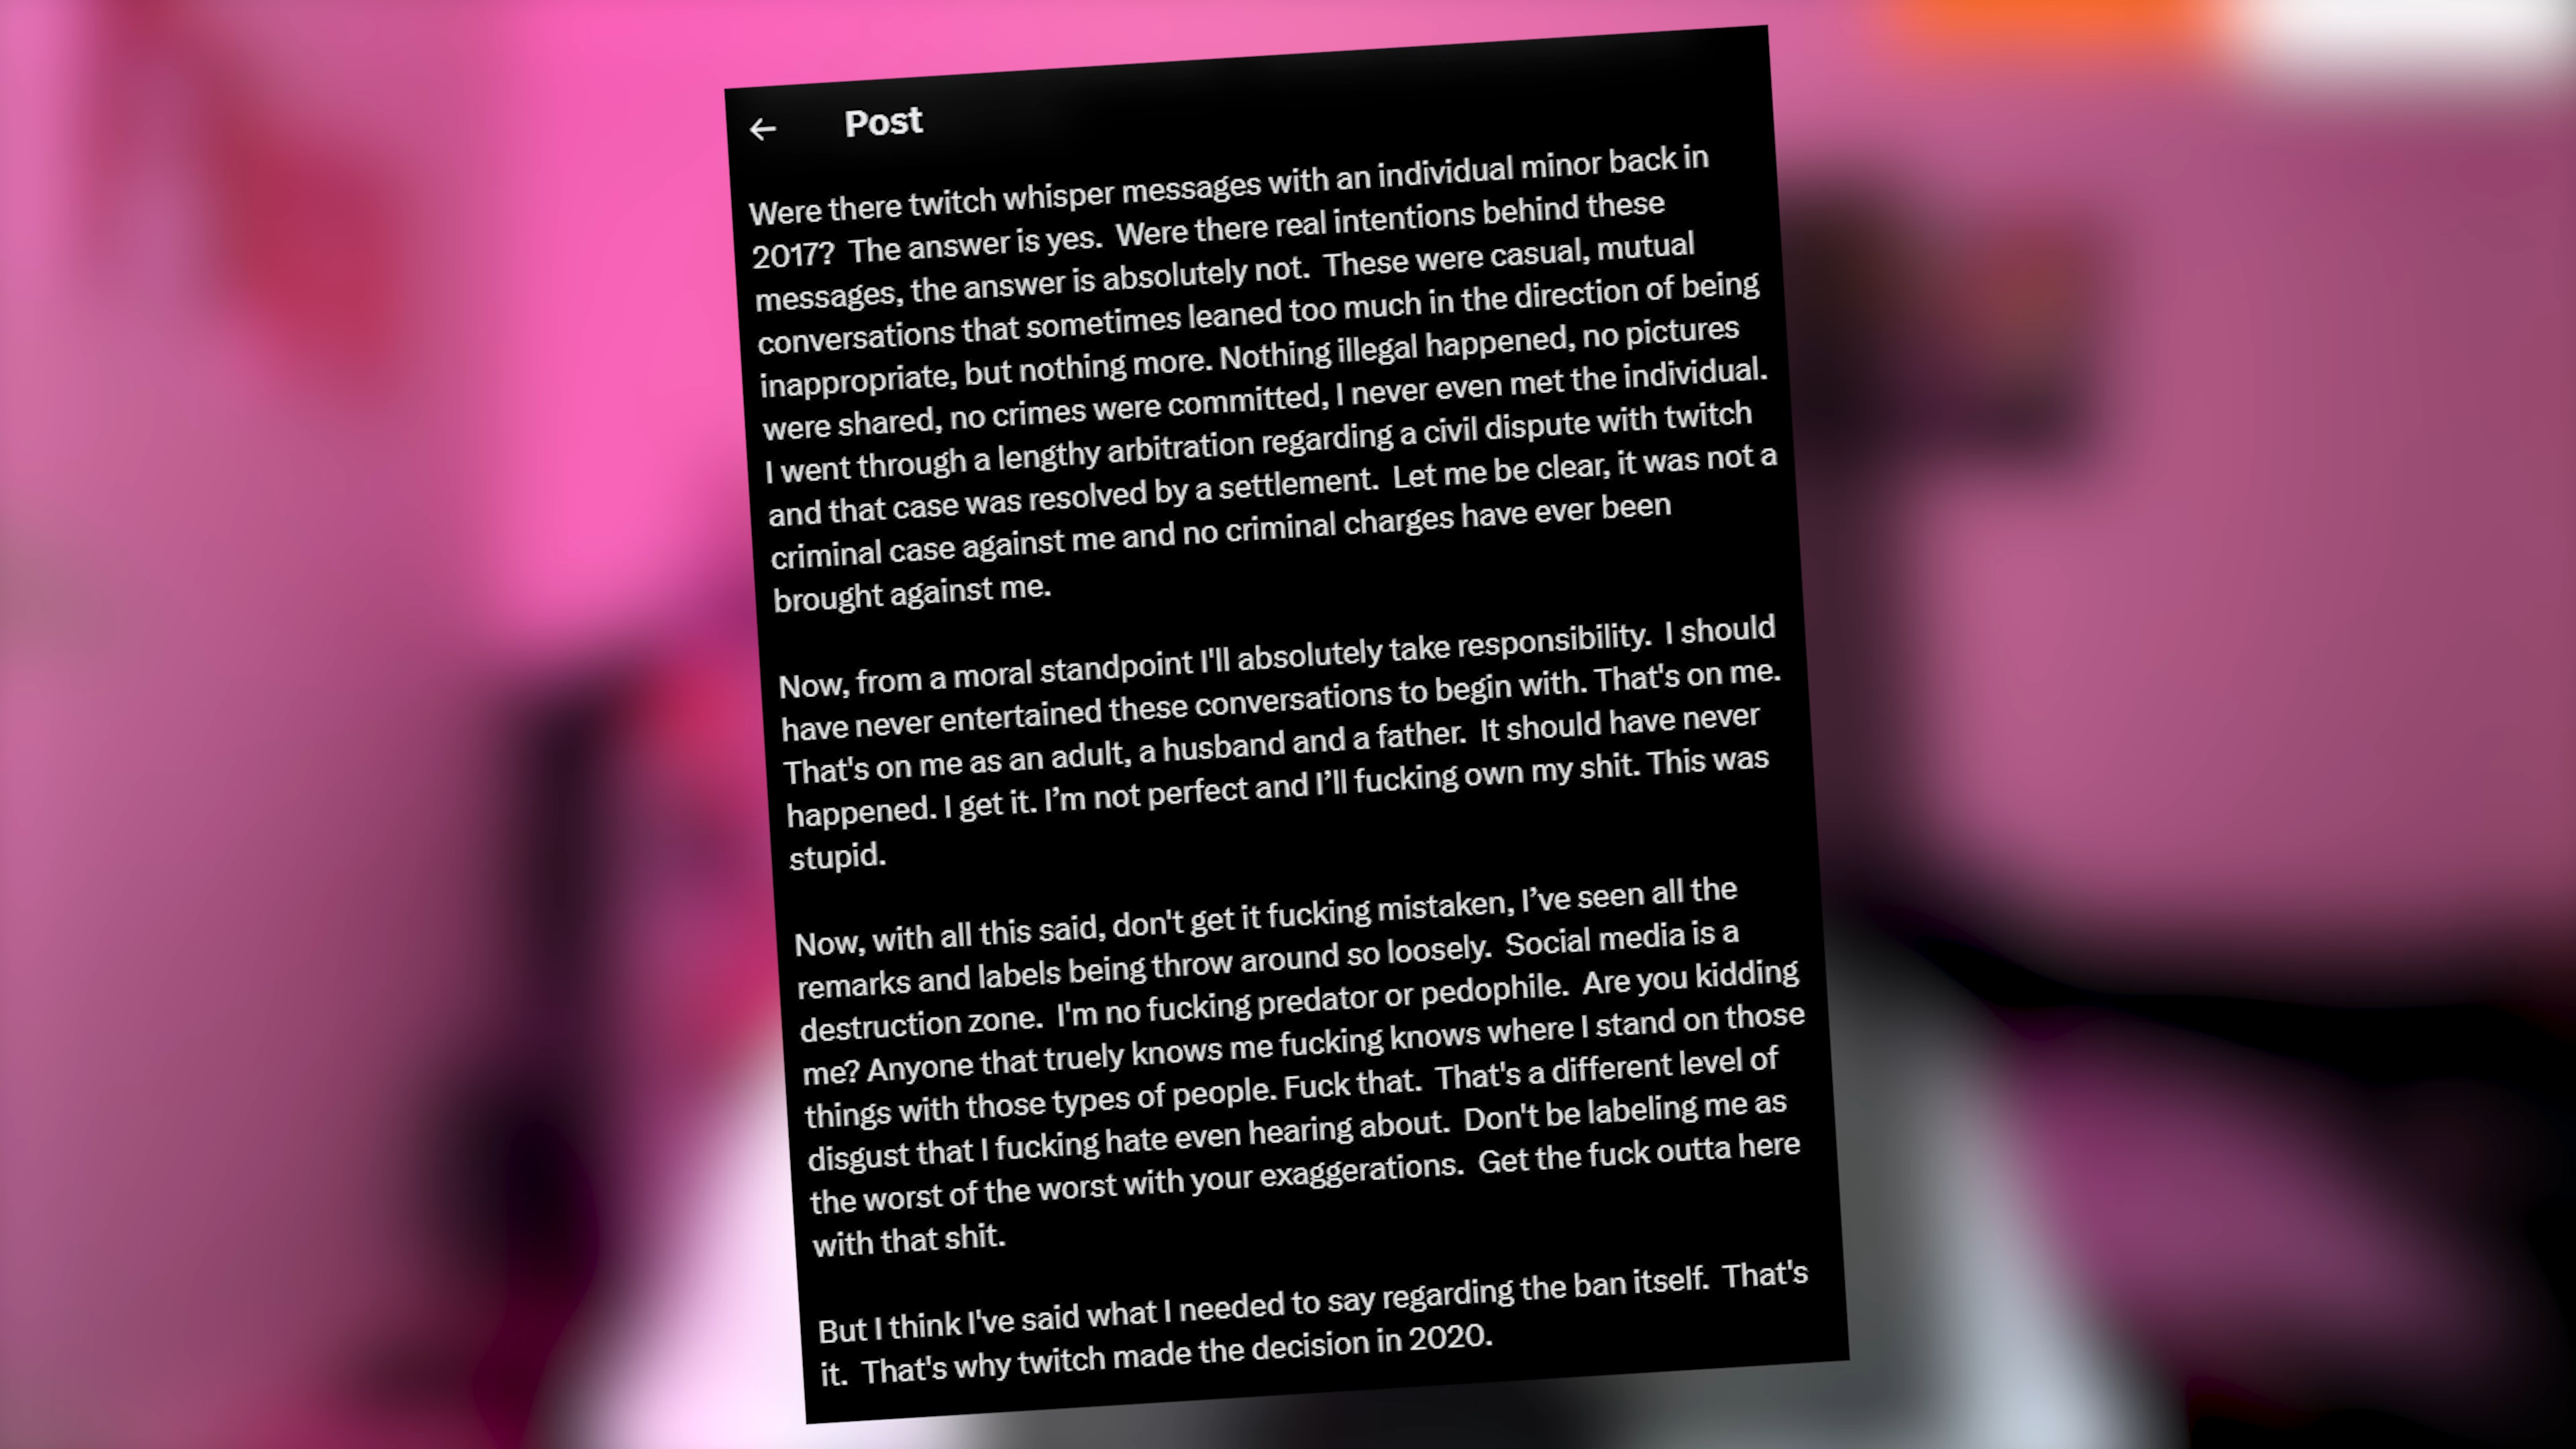 Post
Were there twitch whisper messages with an individual minor back in
2017?  The answer is yes.  Were there real intentions behind these
messages, the answer is absolutely not.  These were casual, mutual
conversations that sometimes leaned too much in the direction of being
inappropriate, but nothing more. Nothing illegal happened, no pictures
were shared, no crimes were committed, I never even met the individual.
I went through a lengthy arbitration regarding a civil dispute with twitch
and that case was resolved by a settlement.  Let me be clear, it was not a
criminal case against me and no criminal charges have ever been
brought against me.
Now, from a moral standpoint I'll absolutely take responsibility.  I should
have never entertained these conversations to begin with. That's on me.
That's on me as an adult, a husband and a father.  It should have never
happened. I get it. I’m not perfect and I’ll fucking own my shit. This was
stupid.
Now, with all this said, don't get it fucking mistaken, I’ve seen all the
remarks and labels being throw around so loosely.  Social media is a
destruction zone.  I'm no fucking predator or pedophile.  Are you kidding
me? Anyone that truely knows me fucking knows where I stand on those
things with those types of people. Fuck that.  That's a different level of
disgust that I fucking hate even hearing about.  Don't be labeling me as
the worst of the worst with your exaggerations.  Get the fuck outta here
with that shit.
But I think I've said what I needed to say regarding the ban itself.  That's
it.  That's why twitch made the decision in 2020.